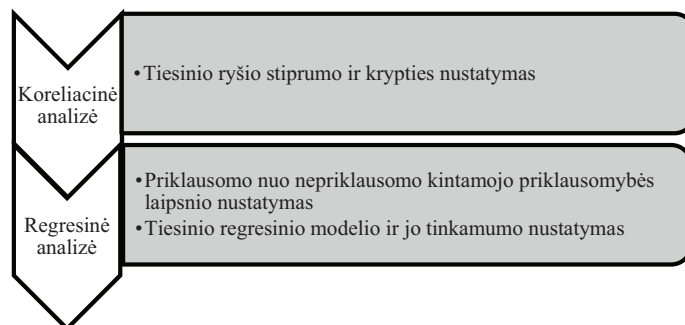 Koreliacinė
analizė
•Tiesinio ryšio stiprumo ir krypties nustatymas
Regresinė
analizė
•Priklausomo nuo nepriklausomo kintamojo priklausomybės
laipsnio nustatymas
•Tiesinio regresinio modelio ir jo tinkamumo nustatymas